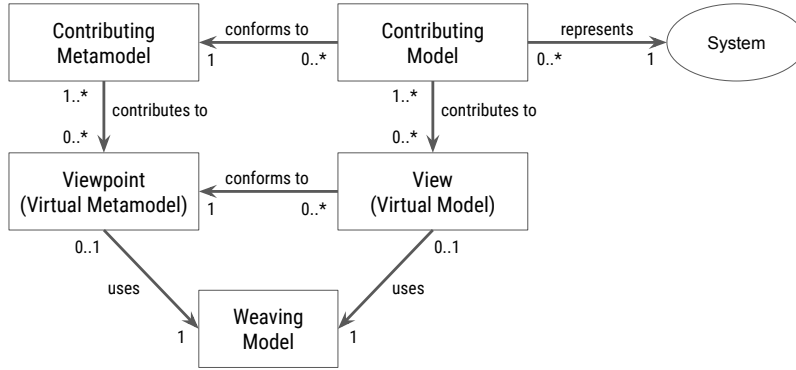 Contributing
Metamodel
conforms to
1
0..*
Contributing
Model
represents
0..*
1
System
1..*
contributes to
0..*
1..*
contributes to
0..*
Viewpoint
(Virtual Metamodel)
conforms to
1
0..*
View
(Virtual Model)
0..1
uses
1
0..1
uses
1
Weaving
Model